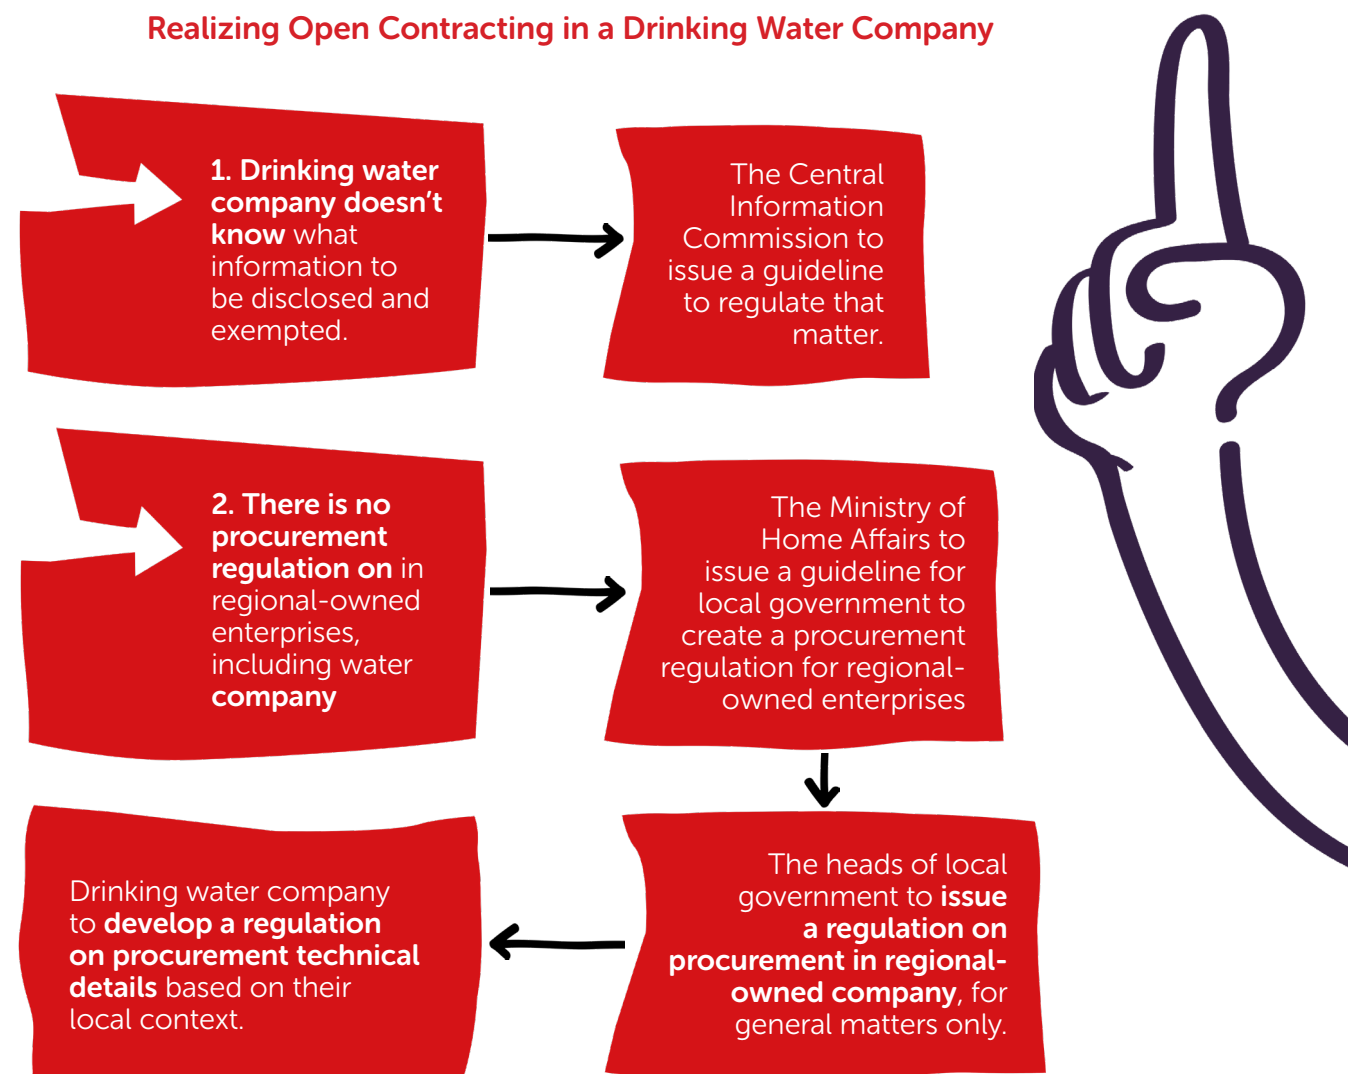 Realizing Open Contracting in a Drinking Water Company
1. Drinking water
company doesn't
know what
information to
be disclosed and
exempted.
The Central
Information
Commission to
issue a guideline
to regulate that
matter.
2. There is no
procurement
regulation on in
regional-owned
enterprises,
including water
company
The Ministry of
Home Affairs to
issue a guideline for
local government to
create a procurement
regulation for regional-
owned enterprises
The heads of local
government to issue
a regulation on
procurement in regional-
owned company, for
general matters only.
Drinking water company
to develop a regulation
on procurement technical
details based on their
local context.